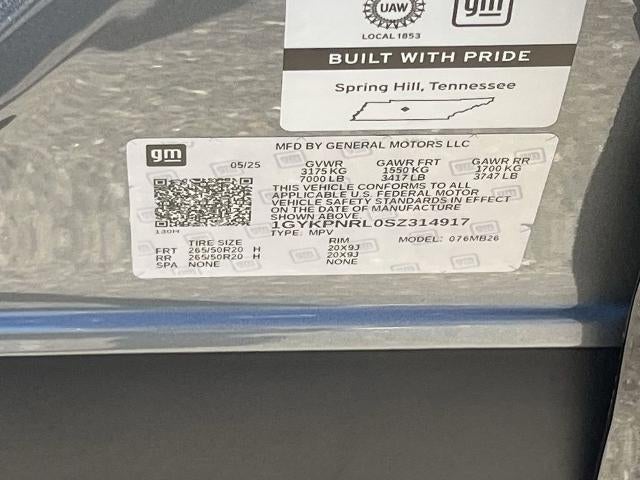 UAW
gm
LOCAL 1853
BUILT WITH PRIDE
Spring Hill, Tennessee
gm
MFD BY GENERAL MOTORS LLC
05/25 GVWR GAWR FRT GAWR RR
3175 KG 1550 KG 1700 KG
7000 LB 3417 LB 3747 LB
THIS VEHICLE CONFORMS TO ALL
APPLICABLE U.S. FEDERAL MOTOR
VEHICLE SAFETY STANDARDS IN EFFECT
ON THE DATE OF MANUFACTURE
SHOWN ABOVE.
1GYKPNRL0SZ314917
130H
TYPE: MPV MODEL: 076MB26
TIRE SIZE RIM
FRT 265/50R20 H 20X9J
RR 265/50R20 H 20X9J
SPA NONE NONE